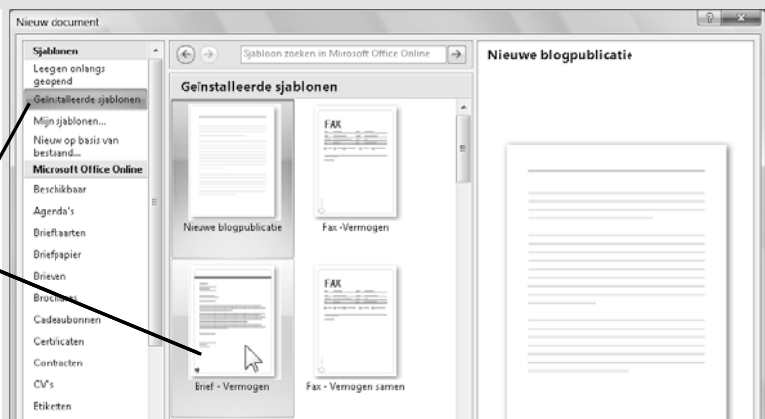 Nieuw document
Sjablonen
Leeg en onlangs
geopend
Geïnstalleerde sjablonen
Mijn sjablonen...
Nieuw op basis van
bestand...
Microsoft Office Online
Beschikbaar
Agenda's
Briefkaarten
Briefpapier
Brieven
Brochures
Cadeaubonnen
Certificaten
Contracten
CV's
Etiketten
Sjabloon zoeken in Microsoft Office Online
Geïnstalleerde sjablonen
Nieuwe blogpublicatie
FAX
Fax -Vermogen
Brief - Vermogen
FAX
Fax - Vermogen samen
Nieuwe blogpublicatie